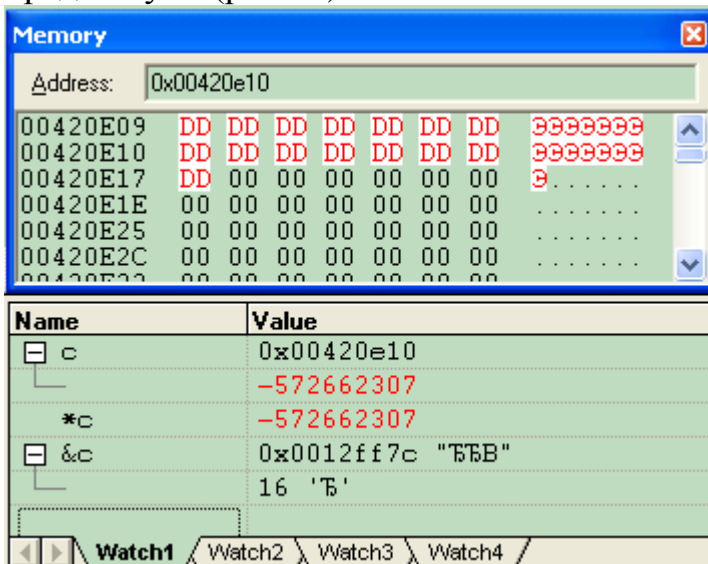 Memory
Address: 0x00420e10
00420E09 DD DD DD DD DD DD DD ЭЭЭЭЭЭЭ
00420E10 DD DD DD DD DD DD DD ЭЭЭЭЭЭЭ
00420E17 DD 00 00 00 00 00 00 Э......
00420E1E 00 00 00 00 00 00 00 .......
00420E25 00 00 00 00 00 00 00 .......
00420E2C 00 00 00 00 00 00 00 .......
Name Value
c 0x00420e10
-572662307
*c -572662307
&c 0x0012ff7c "ЂЂB"
16 'Ђ'
Watch1 Watch2 Watch3 Watch4